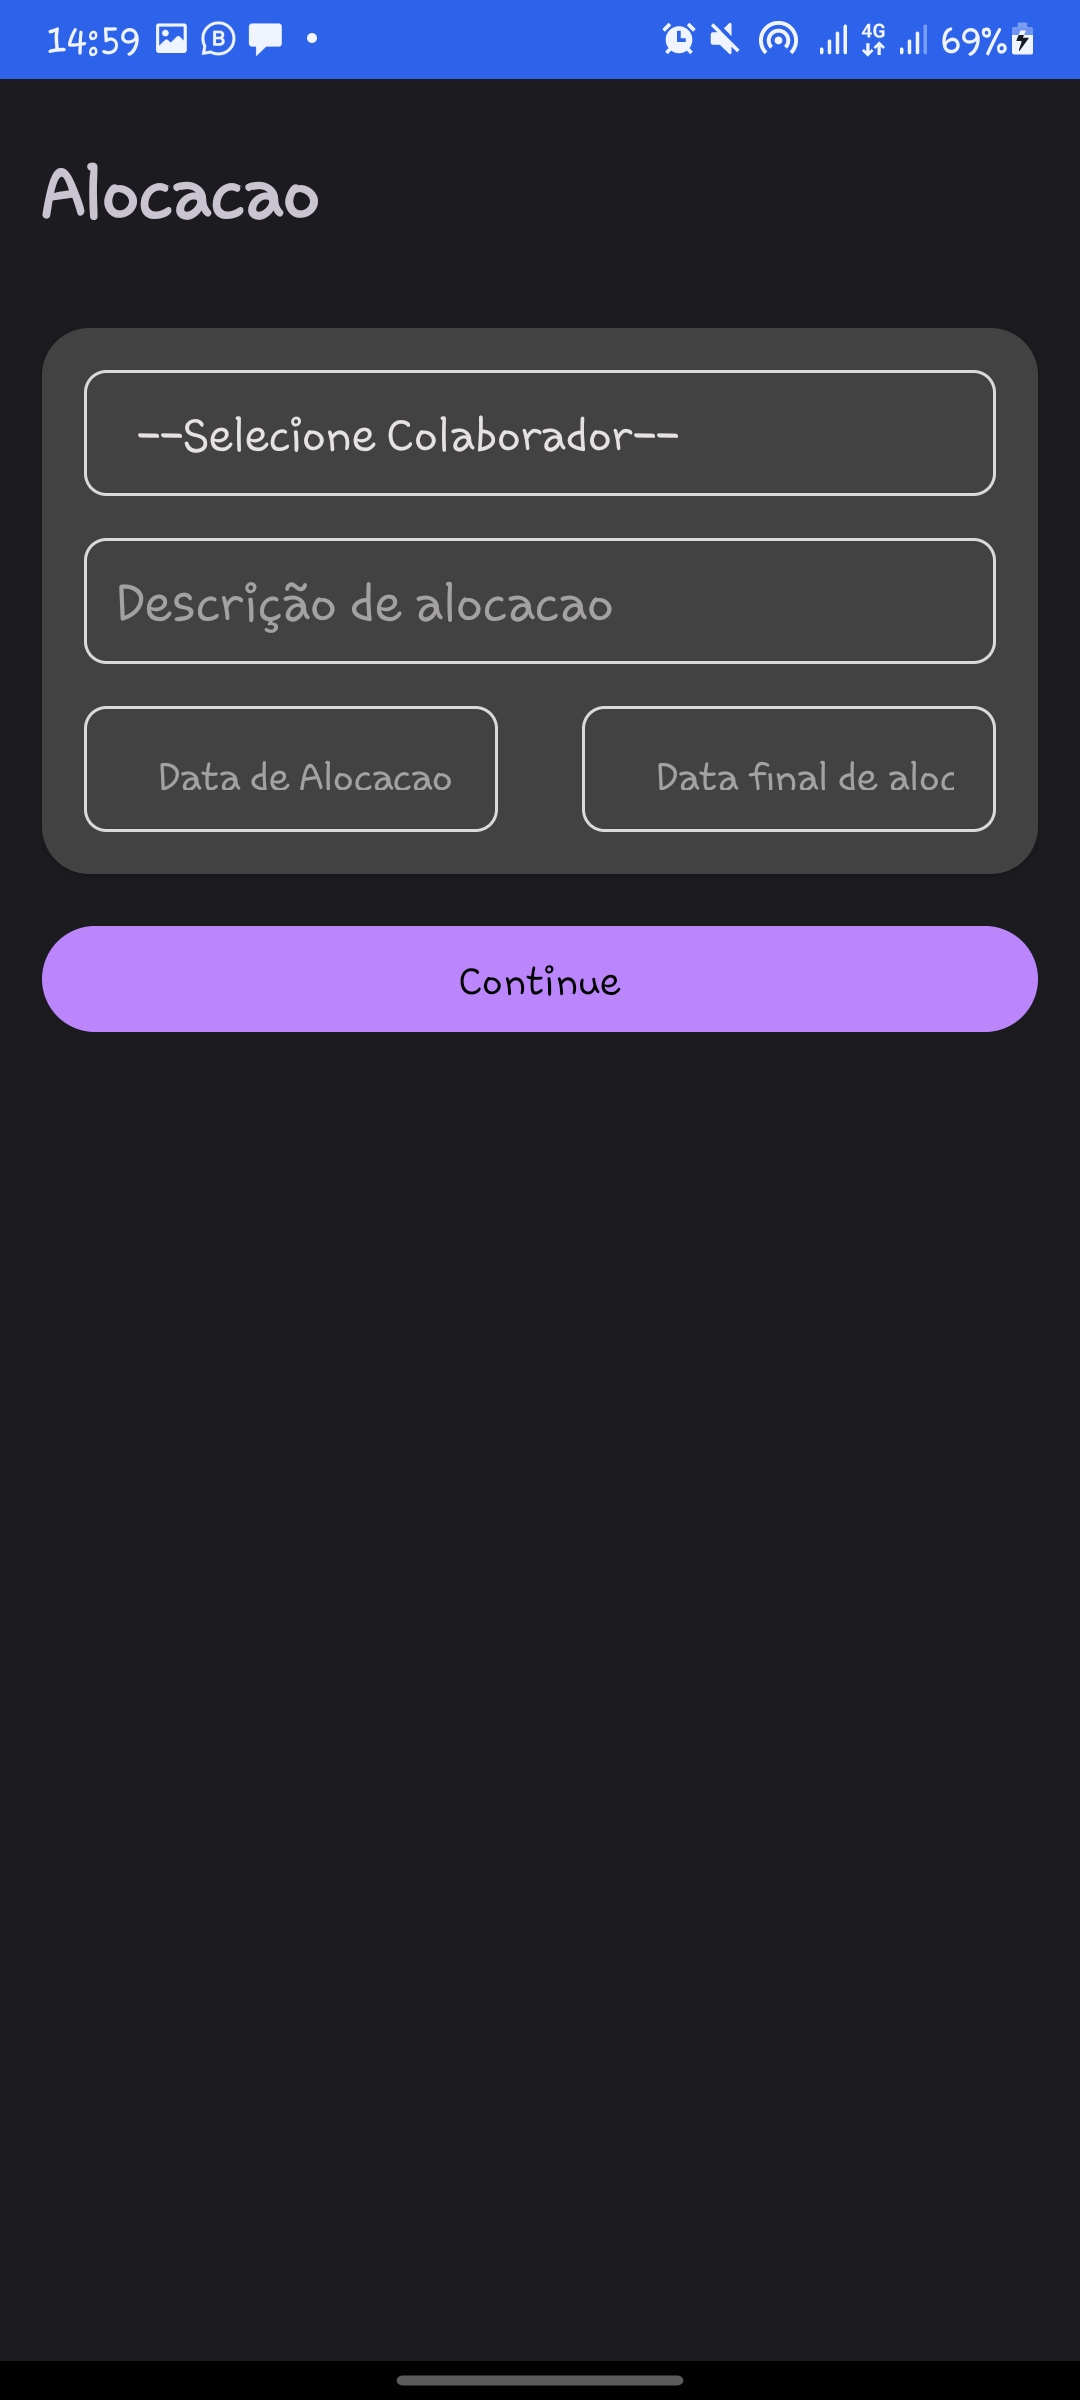 14:59 B 4G 69%
Alocacao
--Selecione Colaborador--
Descrição de alocacao
Data de Alocacao Data final de aloc
Continue